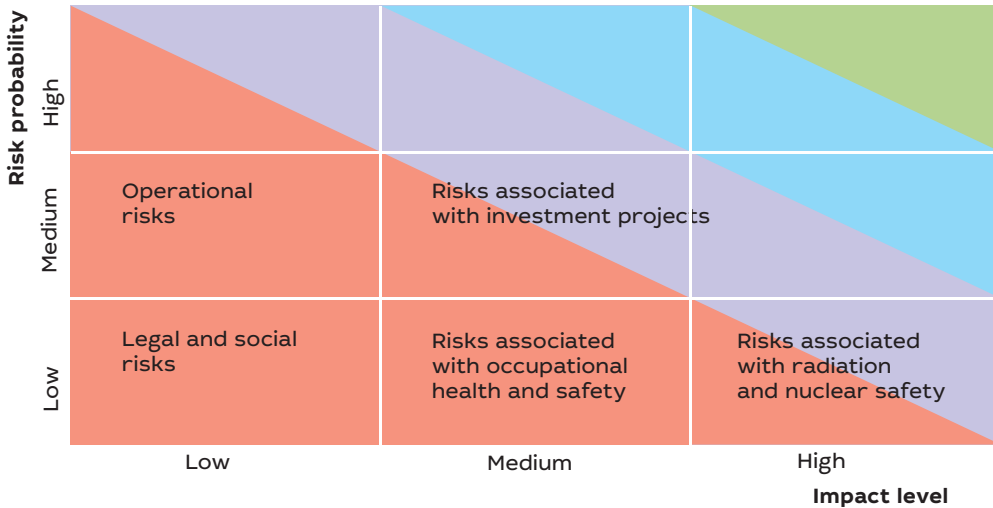 Risk probability
High
Medium
Low
Operational
risks
Risks associated
with investment projects
Legal and social
risks
Risks associated
with occupational
health and safety
Risks associated
with radiation
and nuclear safety
Low
Medium
High
Impact level